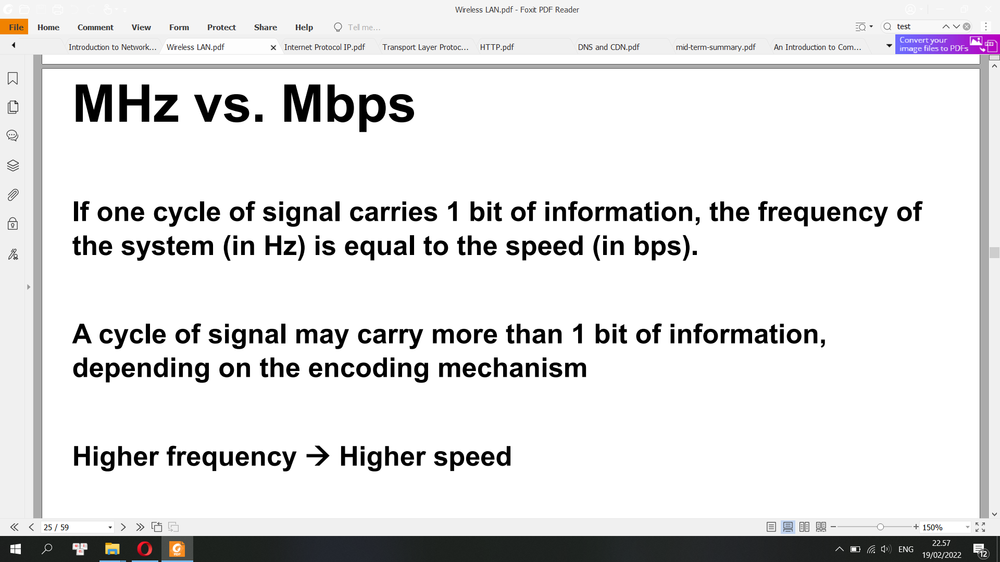 Wireless LAN.pdf - Foxit PDF Reader
File Home Comment View Form Protect Share Help Tell me... test
Introduction to Network... Wireless LAN.pdf Internet Protocol IP.pdf Transport Layer Protoc... HTTP.pdf DNS and CDN.pdf mid-term-summary.pdf An Introduction to Com...
Convert your
image files to PDFs
MHz vs. Mbps
If one cycle of signal carries 1 bit of information, the frequency of
the system (in Hz) is equal to the speed (in bps).
A cycle of signal may carry more than 1 bit of information,
depending on the encoding mechanism
Higher frequency → Higher speed
25 / 59 150%
PDF
22.57
ENG
19/02/2022
12